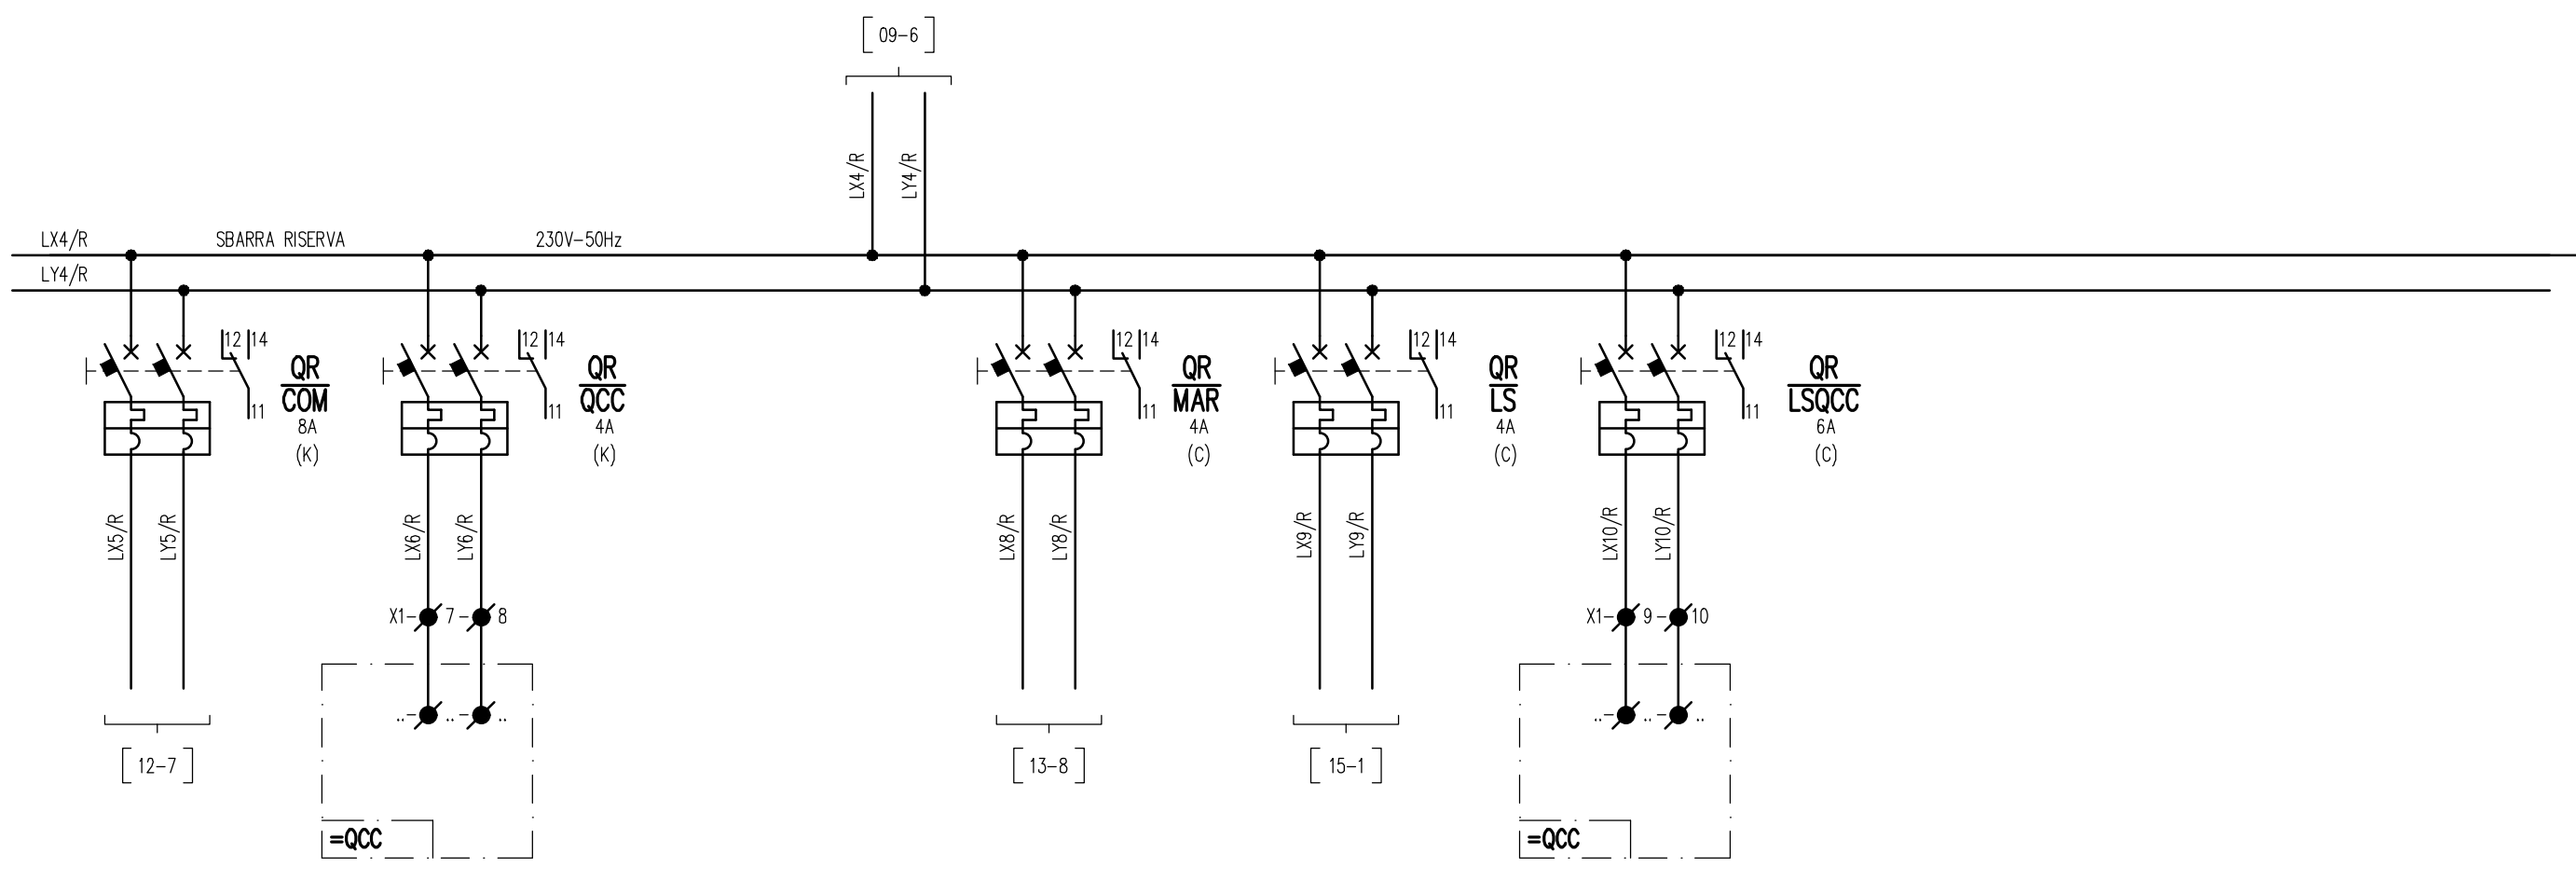 09-6
LX4/R
LY4/R
LX4/R SBARRA RISERVA 230V-50Hz
LY4/R
12 14
11
QR
COM
8A
(K)
12 14
11
QR
QCC
4A
(K)
12 14
11
QR
MAR
4A
(C)
12 14
11
QR
LS
4A
(C)
12 14
11
QR
LSQCC
6A
(C)
LX5/R
LY5/R
LX6/R
LY6/R
LX8/R
LY8/R
LX9/R
LY9/R
LX10/R
LY10/R
X1- 7- 8
X1- 9- 10
..- ..- ..
..- ..- ..
12-7
13-8
15-1
=QCC
=QCC